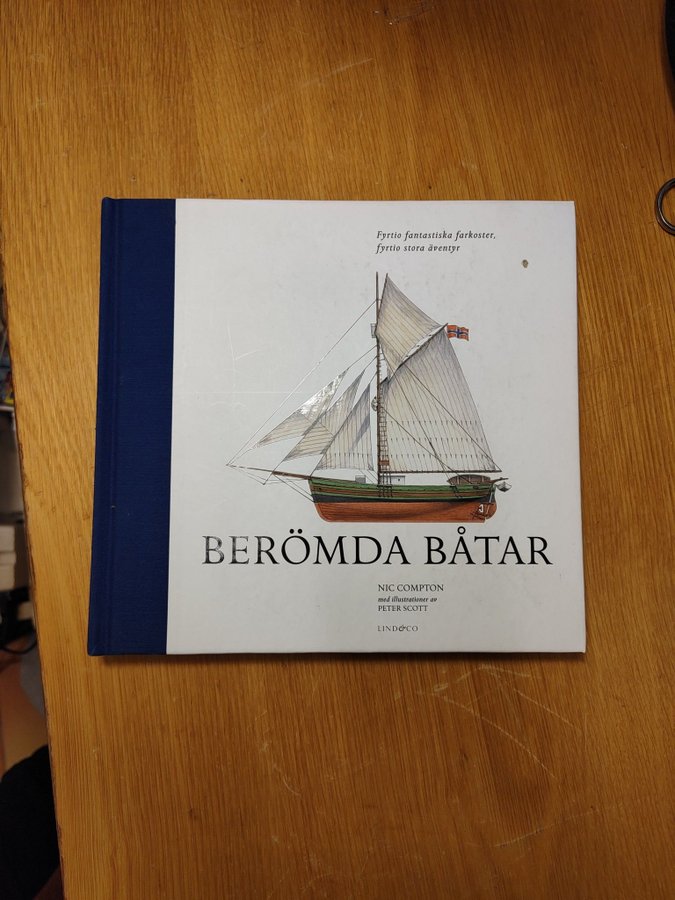 Fyrtio fantastiska farkoster,
fyrtio stora äventyr
BERÖMDA BÅTAR
NIC COMPTON
med illustrationer av
PETER SCOTT
LIND&CO